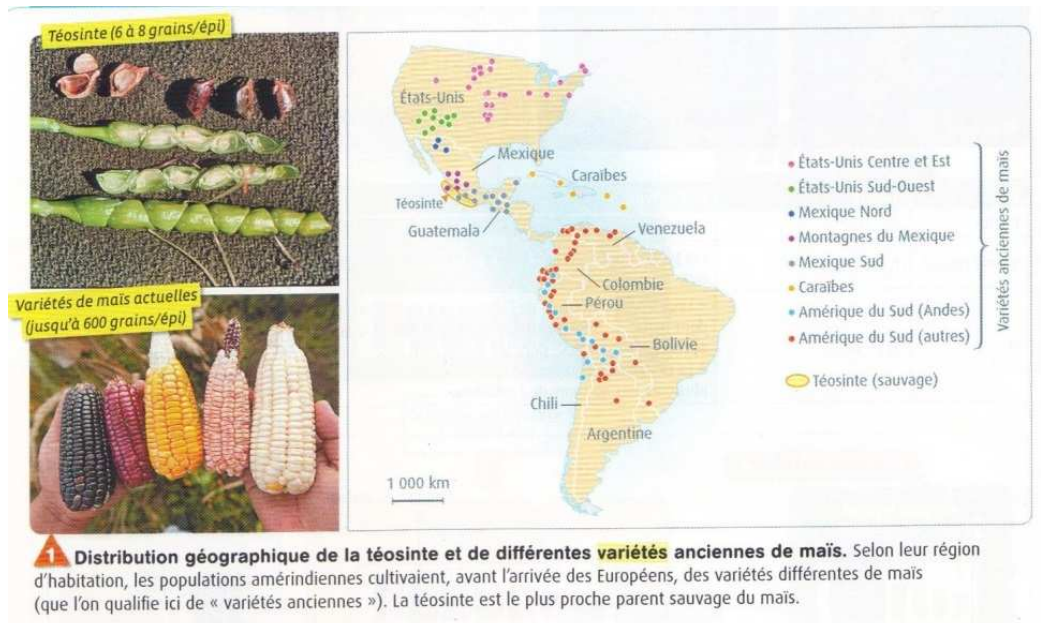 Téosinte (6 à 8 grains/épi)
Variétés de maïs actuelles
(jusqu'à 600 grains/épi)
États-Unis
Mexique
Caraïbes
Téosinte
Guatemala
Venezuela
Colombie
Pérou
Bolivie
Chili
Argentine
1 000 km
États-Unis Centre et Est
États-Unis Sud-Ouest
Mexique Nord
Montagnes du Mexique
Mexique Sud
Caraïbes
Amérique du Sud (Andes)
Amérique du Sud (autres)
Téosinte (sauvage)
Variétés anciennes de maïs
1 Distribution géographique de la téosinte et de différentes variétés anciennes de maïs. Selon leur région
d'habitation, les populations amérindiennes cultivaient, avant l'arrivée des Européens, des variétés différentes de maïs
(que l'on qualifie ici de « variétés anciennes »). La téosinte est le plus proche parent sauvage du maïs.